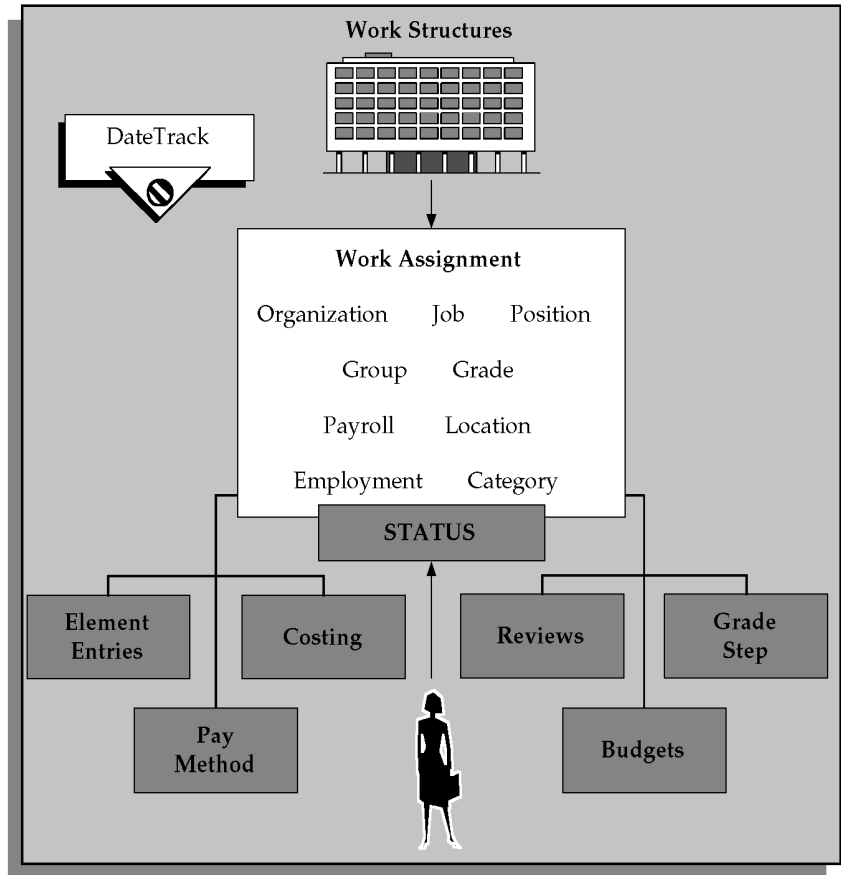 Work Structures
DateTrack
Work Assignment
Organization Job Position
Group Grade
Payroll Location
Employment Category
STATUS
Element
Entries
Costing
Reviews
Grade
Step
Pay
Method
Budgets